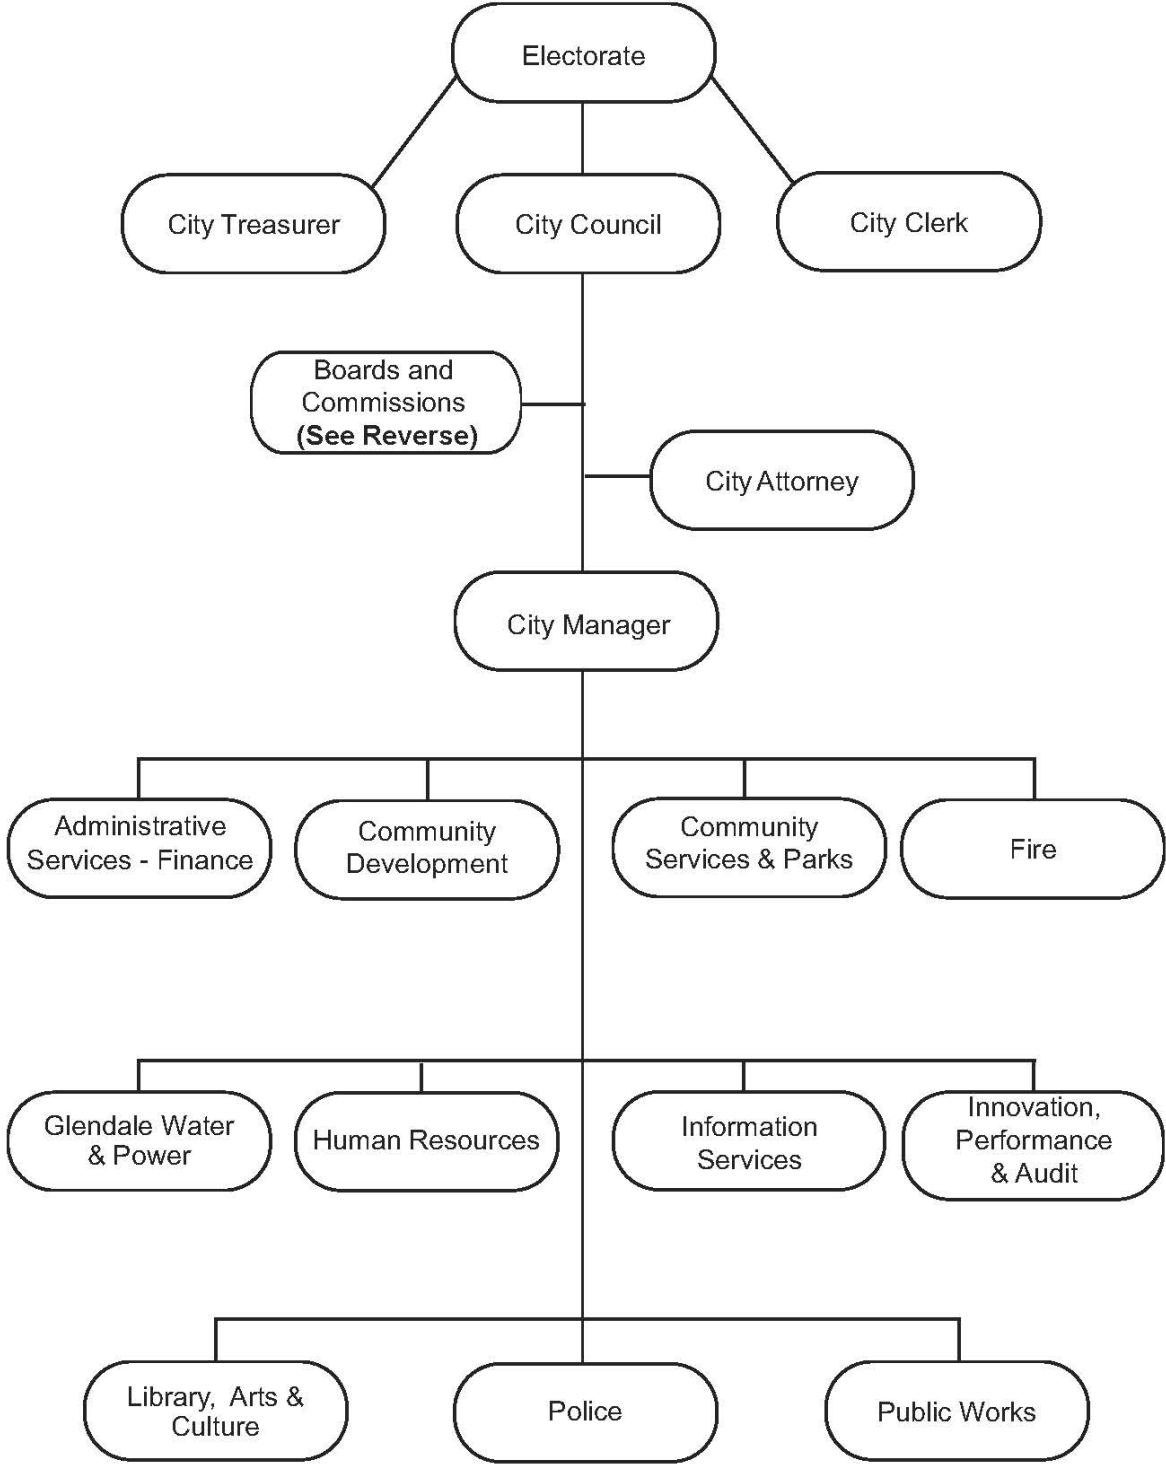 Electorate
City Treasurer
City Council
City Clerk
Boards and
Commissions
(See Reverse)
City Attorney
City Manager
Administrative
Services - Finance
Community
Development
Community
Services & Parks
Fire
Glendale Water
& Power
Human Resources
Information
Services
Innovation,
Performance
& Audit
Library, Arts &
Culture
Police
Public Works